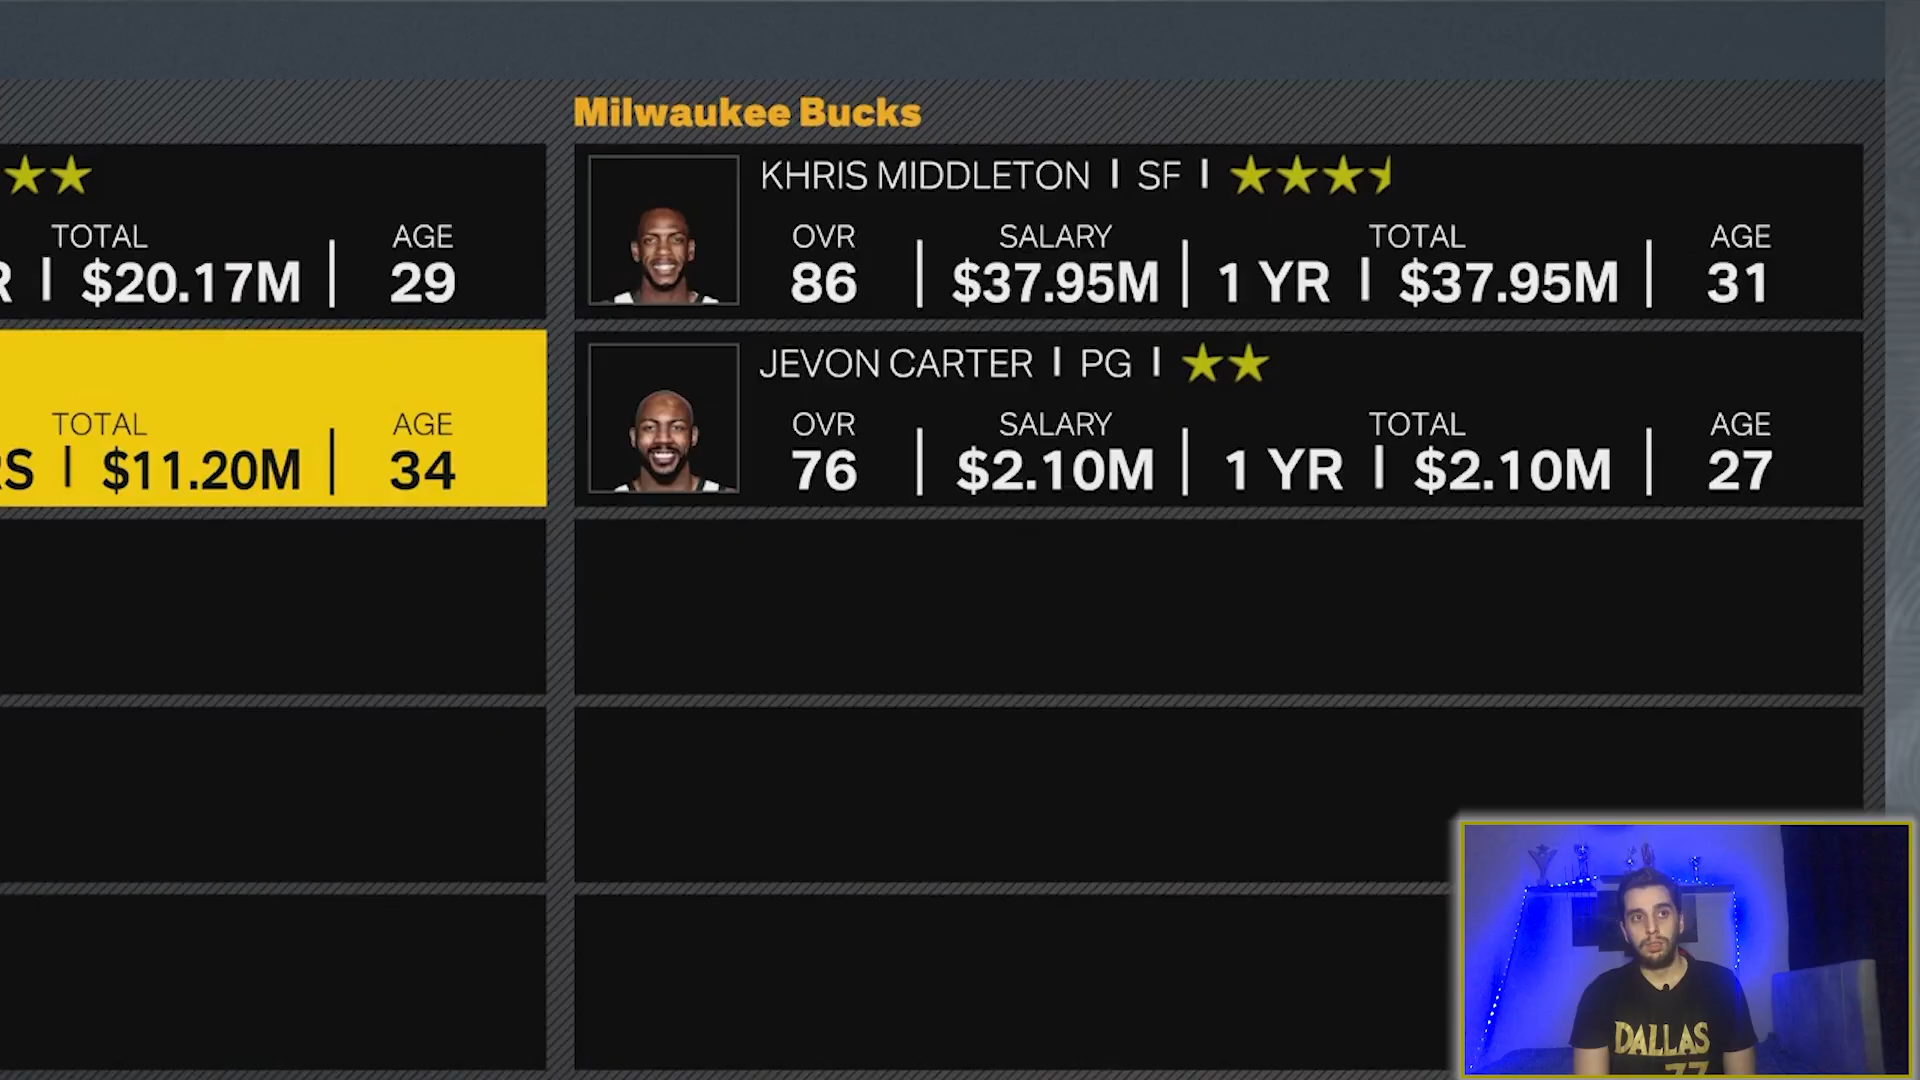 Milwaukee Bucks
TOTAL AGE
R | $20.17M | 29
KHRIS MIDDLETON | SF |
OVR SALARY TOTAL AGE
86 | $37.95M | 1 YR | $37.95M | 31
TOTAL AGE
RS | $11.20M | 34
JEVON CARTER | PG |
OVR SALARY TOTAL AGE
76 | $2.10M | 1 YR | $2.10M | 27
DALLAS
77